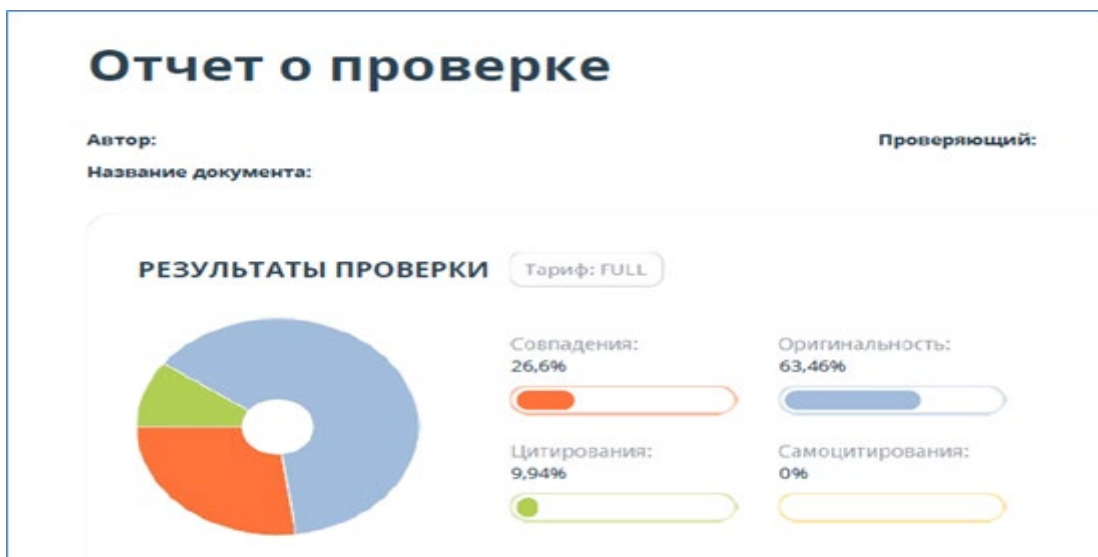 Отчет о проверке
Автор:
Проверяющий:
Название документа:
РЕЗУЛЬТАТЫ ПРОВЕРКИ
Тариф: FULL
Совпадения:
26,6%
Оригинальность:
63,46%
Цитирования:
9,94%
Самоцитирования:
0%